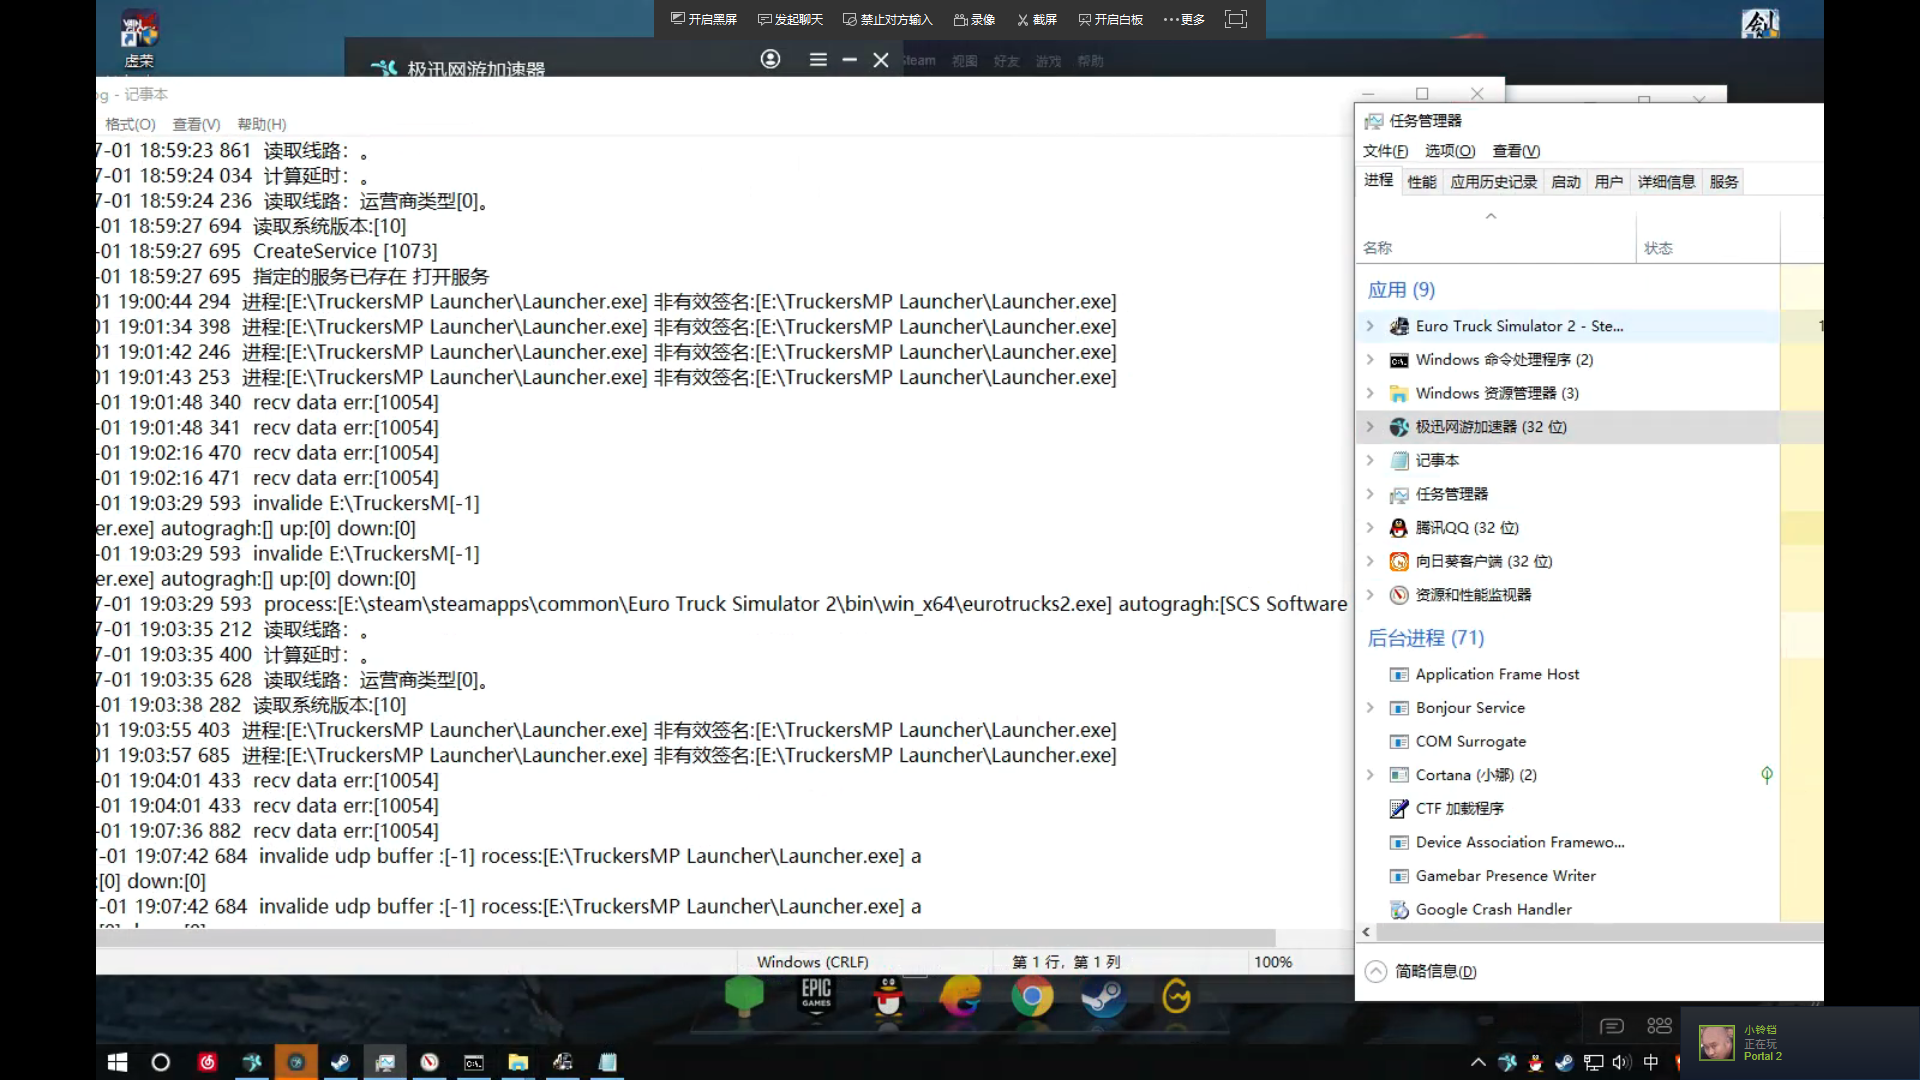 开启黑屏 发起聊天 禁止对方输入 录像 截屏 开启白板 更多
虚荣
极迅网游加速器
视图 好友 游戏 帮助
og - 记事本
格式(O) 查看(V) 帮助(H)
7-01 18:59:23 861 读取线路：。
7-01 18:59:24 034 计算延时：。
7-01 18:59:24 236 读取线路：运营商类型[0]。
-01 18:59:27 694 读取系统版本:[10]
-01 18:59:27 695 CreateService [1073]
-01 18:59:27 695 指定的服务已存在 打开服务
01 19:00:44 294 进程:[E:\TruckersMP Launcher\Launcher.exe] 非有效签名:[E:\TruckersMP Launcher\Launcher.exe]
01 19:01:34 398 进程:[E:\TruckersMP Launcher\Launcher.exe] 非有效签名:[E:\TruckersMP Launcher\Launcher.exe]
01 19:01:42 246 进程:[E:\TruckersMP Launcher\Launcher.exe] 非有效签名:[E:\TruckersMP Launcher\Launcher.exe]
01 19:01:43 253 进程:[E:\TruckersMP Launcher\Launcher.exe] 非有效签名:[E:\TruckersMP Launcher\Launcher.exe]
-01 19:01:48 340 recv data err:[10054]
-01 19:01:48 341 recv data err:[10054]
-01 19:02:16 470 recv data err:[10054]
-01 19:02:16 471 recv data err:[10054]
-01 19:03:29 593 invalide E:\TruckersM[-1]
er.exe] autogragh:[] up:[0] down:[0]
-01 19:03:29 593 invalide E:\TruckersM[-1]
er.exe] autogragh:[] up:[0] down:[0]
7-01 19:03:29 593 process:[E:\steam\steamapps\common\Euro Truck Simulator 2\bin\win_x64\eurotrucks2.exe] autogragh:[SCS Software
7-01 19:03:35 212 读取线路：。
7-01 19:03:35 400 计算延时：。
7-01 19:03:35 628 读取线路：运营商类型[0]。
-01 19:03:38 282 读取系统版本:[10]
01 19:03:55 403 进程:[E:\TruckersMP Launcher\Launcher.exe] 非有效签名:[E:\TruckersMP Launcher\Launcher.exe]
01 19:03:57 685 进程:[E:\TruckersMP Launcher\Launcher.exe] 非有效签名:[E:\TruckersMP Launcher\Launcher.exe]
-01 19:04:01 433 recv data err:[10054]
-01 19:04:01 433 recv data err:[10054]
-01 19:07:36 882 recv data err:[10054]
-01 19:07:42 684 invalide udp buffer :[-1] rocess:[E:\TruckersMP Launcher\Launcher.exe] a
:[0] down:[0]
-01 19:07:42 684 invalide udp buffer :[-1] rocess:[E:\TruckersMP Launcher\Launcher.exe] a
Windows (CRLF) 第 1 行，第 1 列 100%
任务管理器
文件(F) 选项(O) 查看(V)
进程 性能 应用历史记录 启动 用户 详细信息 服务
名称 状态
应用 (9)
Euro Truck Simulator 2 - Ste...
Windows 命令处理程序 (2)
Windows 资源管理器 (3)
极迅网游加速器 (32 位)
记事本
任务管理器
腾讯QQ (32 位)
向日葵客户端 (32 位)
资源和性能监视器
后台进程 (71)
Application Frame Host
Bonjour Service
COM Surrogate
Cortana (小娜) (2)
CTF 加载程序
Device Association Framewo...
Gamebar Presence Writer
Google Crash Handler
简略信息(D)
EPIC
GAMES
中
小铃铛
正在玩
Portal 2